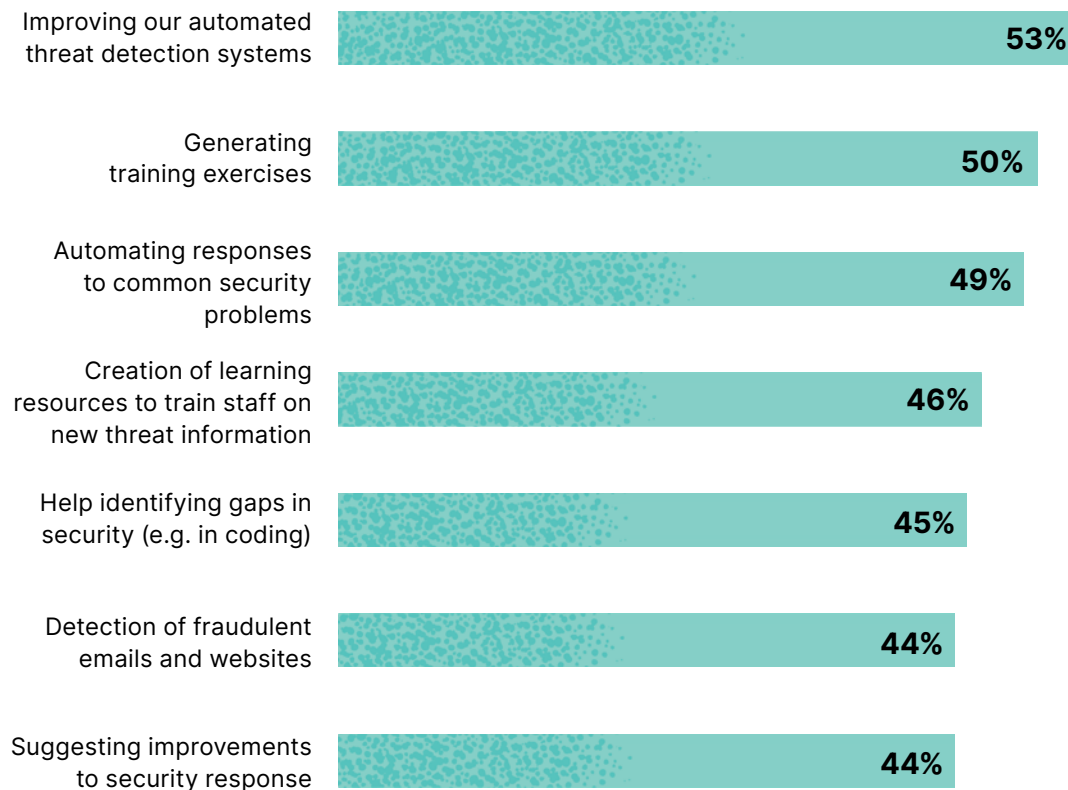 Improving our automated
threat detection systems
53%
Generating
training exercises
50%
Automating responses
to common security
problems
49%
Creation of learning
resources to train staff on
new threat information
46%
Help identifying gaps in
security (e.g. in coding)
45%
Detection of fraudulent
emails and websites
44%
Suggesting improvements
to security response
44%